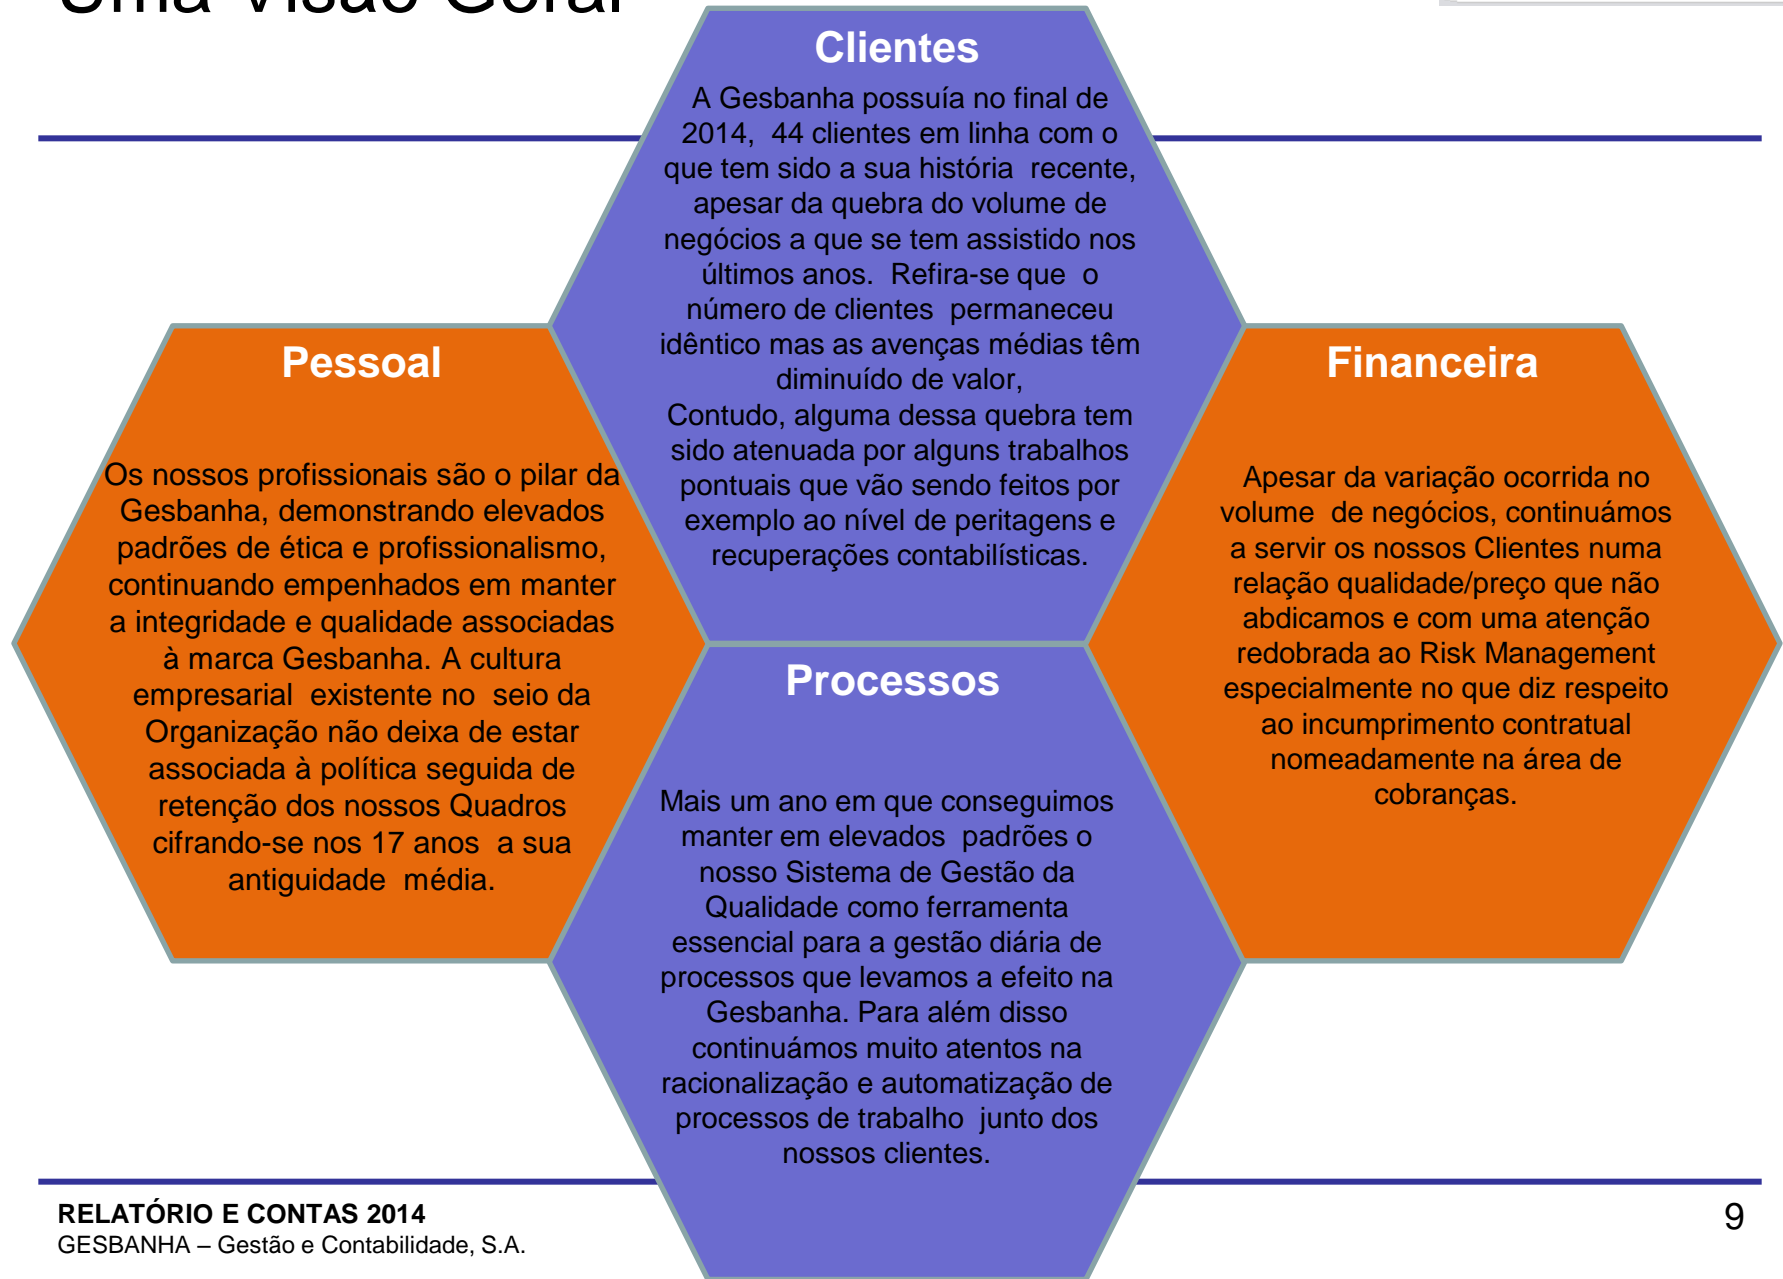 Uma Visão Geral
Clientes
A Gesbanha possuía no final de
2014, 44 clientes em linha com o
que tem sido a sua história recente,
apesar da quebra do volume de
negócios a que se tem assistido nos
últimos anos. Refira-se que o
número de clientes permaneceu
idêntico mas as avenças médias têm
diminuído de valor,
Contudo, alguma dessa quebra tem
sido atenuada por alguns trabalhos
pontuais que vão sendo feitos por
exemplo ao nível de peritagens e
recuperações contabilísticas.
Pessoal
Os nossos profissionais são o pilar da
Gesbanha, demonstrando elevados
padrões de ética e profissionalismo,
continuando empenhados em manter
a integridade e qualidade associadas
à marca Gesbanha. A cultura
empresarial existente no seio da
Organização não deixa de estar
associada à política seguida de
retenção dos nossos Quadros
cifrando-se nos 17 anos a sua
antiguidade média.
Financeira
Apesar da variação ocorrida no
volume de negócios, continuámos
a servir os nossos Clientes numa
relação qualidade/preço que não
abdicamos e com uma atenção
redobrada ao Risk Management
especialmente no que diz respeito
ao incumprimento contratual
nomeadamente na área de
cobranças.
Processos
Mais um ano em que conseguimos
manter em elevados padrões o
nosso Sistema de Gestão da
Qualidade como ferramenta
essencial para a gestão diária de
processos que levamos a efeito na
Gesbanha. Para além disso
continuámos muito atentos na
racionalização e automatização de
processos de trabalho junto dos
nossos clientes.
RELATÓRIO E CONTAS 2014
GESBANHA – Gestão e Contabilidade, S.A.
9